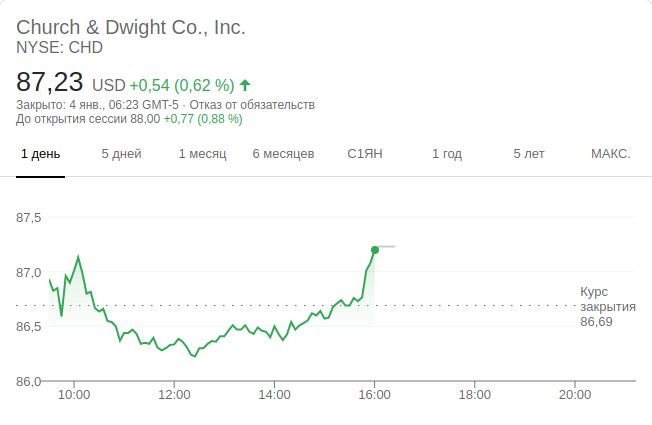 Church & Dwight Co., Inc.
NYSE: CHD
87,23 USD +0,54 (0,62 %)
Закрыто: 4 янв., 06:23 GMT-5 · Отказ от обязательств
До открытия сессии 88,00 +0,77 (0,88 %)
1 день 5 дней 1 месяц 6 месяцев С1ЯН 1 год 5 лет МАКС.
87,5
87,0
Курс
закрытия
86,69
86,5
86,0
10:00 12:00 14:00 16:00 18:00 20:00